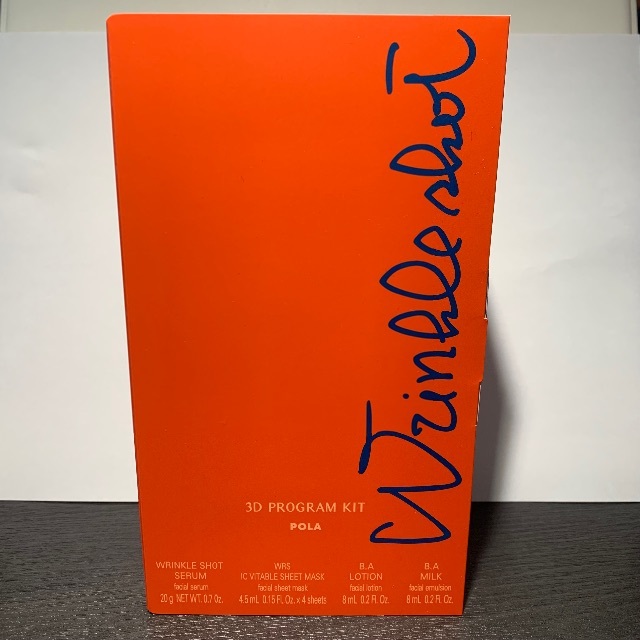 Wrinkle shot
3D PROGRAM KIT
POLA
WRINKLE SHOT
SERUM
facial serum
20 g NET WT. 0.7 Oz.
WRS
IC VITABLE SHEET MASK
facial sheet mask
4.5 mL 0.15 Fl. Oz. x 4 sheets
B.A
LOTION
facial lotion
8 mL 0.2 Fl. Oz.
B.A
MILK
facial emulsion
8 mL 0.2 Fl. Oz.